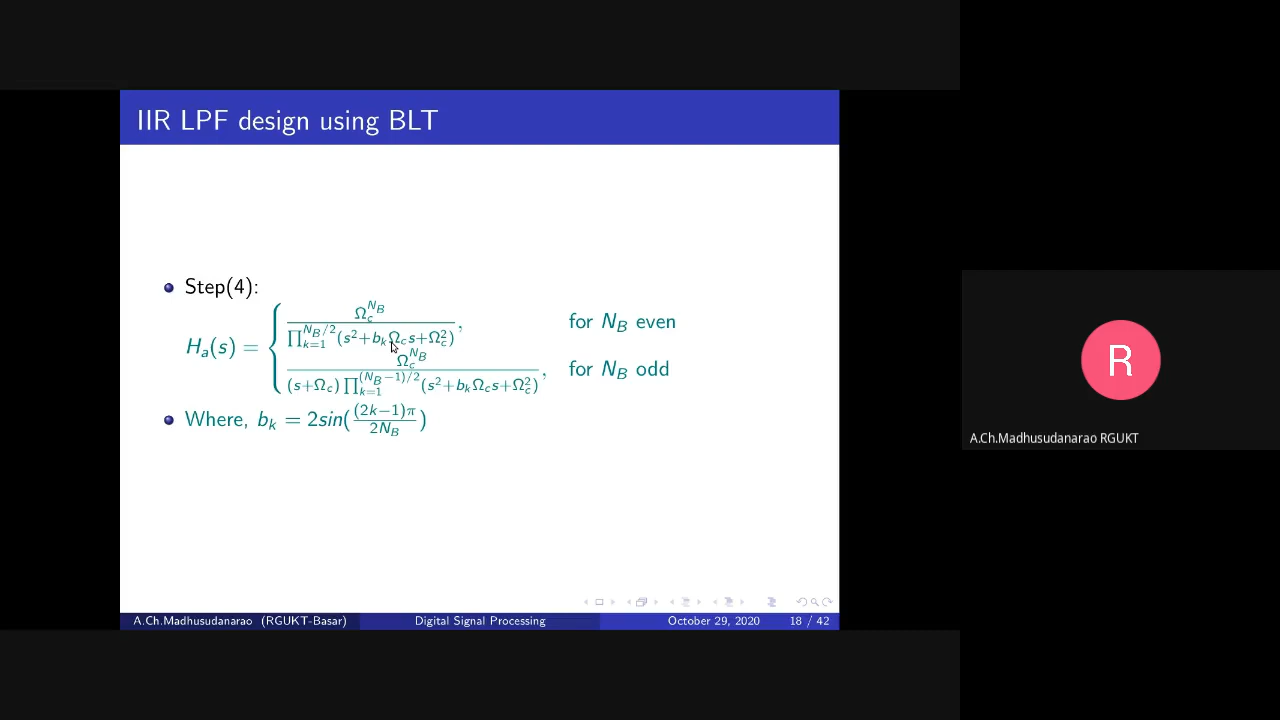 IIR LPF design using BLT
Step(4):
H_a(s) = { Ω_c^{N_B} / ∏_{k=1}^{N_B/2}(s²+b_kΩ_cs+Ω_c²), for N_B even
Ω_c^{N_B} / (s+Ω_c) ∏_{k=1}^{(N_B−1)/2}(s²+b_kΩ_cs+Ω_c²), for N_B odd
Where, b_k = 2sin((2k−1)π / 2N_B)
R
A.Ch.Madhusudanarao RGUKT
A.Ch.Madhusudanarao (RGUKT-Basar) Digital Signal Processing October 29, 2020 18 / 42